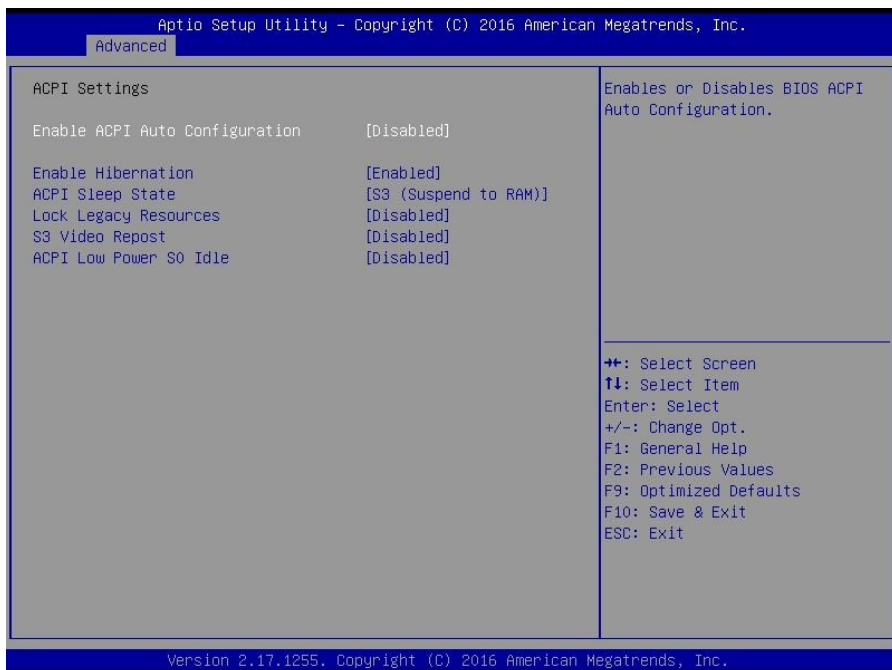 Aptio Setup Utility – Copyright (C) 2016 American Megatrends, Inc.
Advanced
ACPI Settings
Enable ACPI Auto Configuration [Disabled]
Enable Hibernation [Enabled]
ACPI Sleep State [S3 (Suspend to RAM)]
Lock Legacy Resources [Disabled]
S3 Video Repost [Disabled]
ACPI Low Power S0 Idle [Disabled]
Enables or Disables BIOS ACPI
Auto Configuration.
→←: Select Screen
↑↓: Select Item
Enter: Select
+/-: Change Opt.
F1: General Help
F2: Previous Values
F9: Optimized Defaults
F10: Save & Exit
ESC: Exit
Version 2.17.1255. Copyright (C) 2016 American Megatrends, Inc.